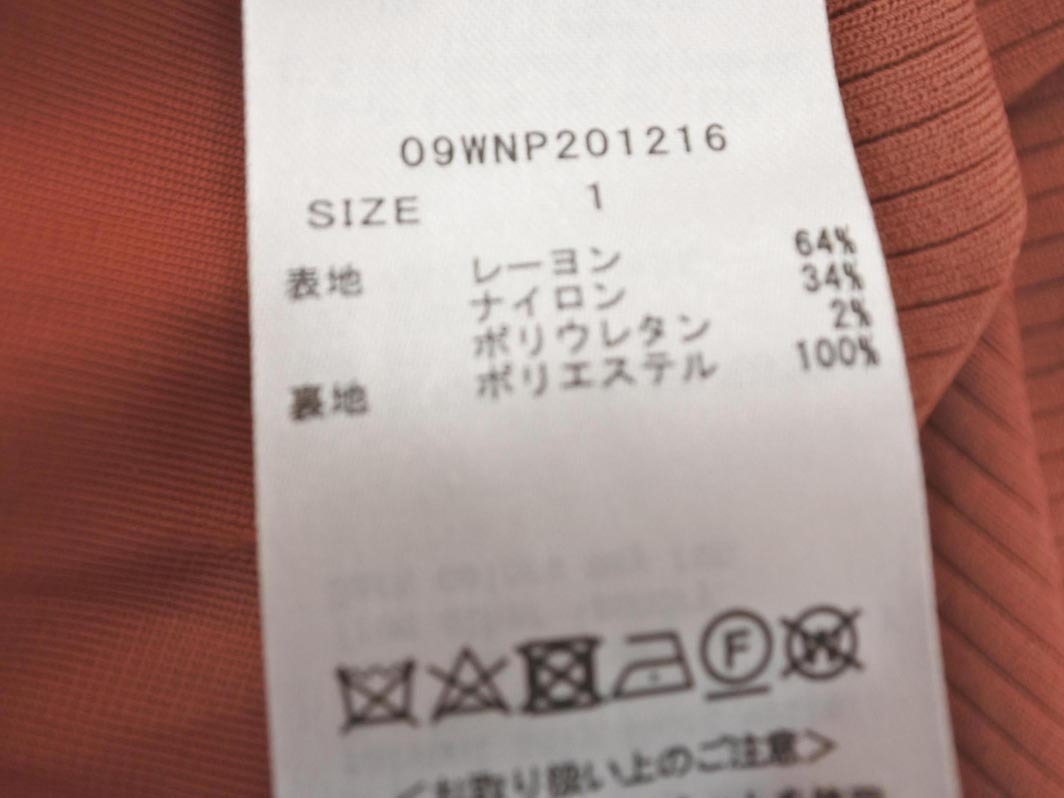 09WNP201216
SIZE 1
表地 レーヨン 64%
ナイロン 34%
ポリウレタン 2%
裏地 ポリエステル 100%
F
W
<お取り扱い上のご注意>